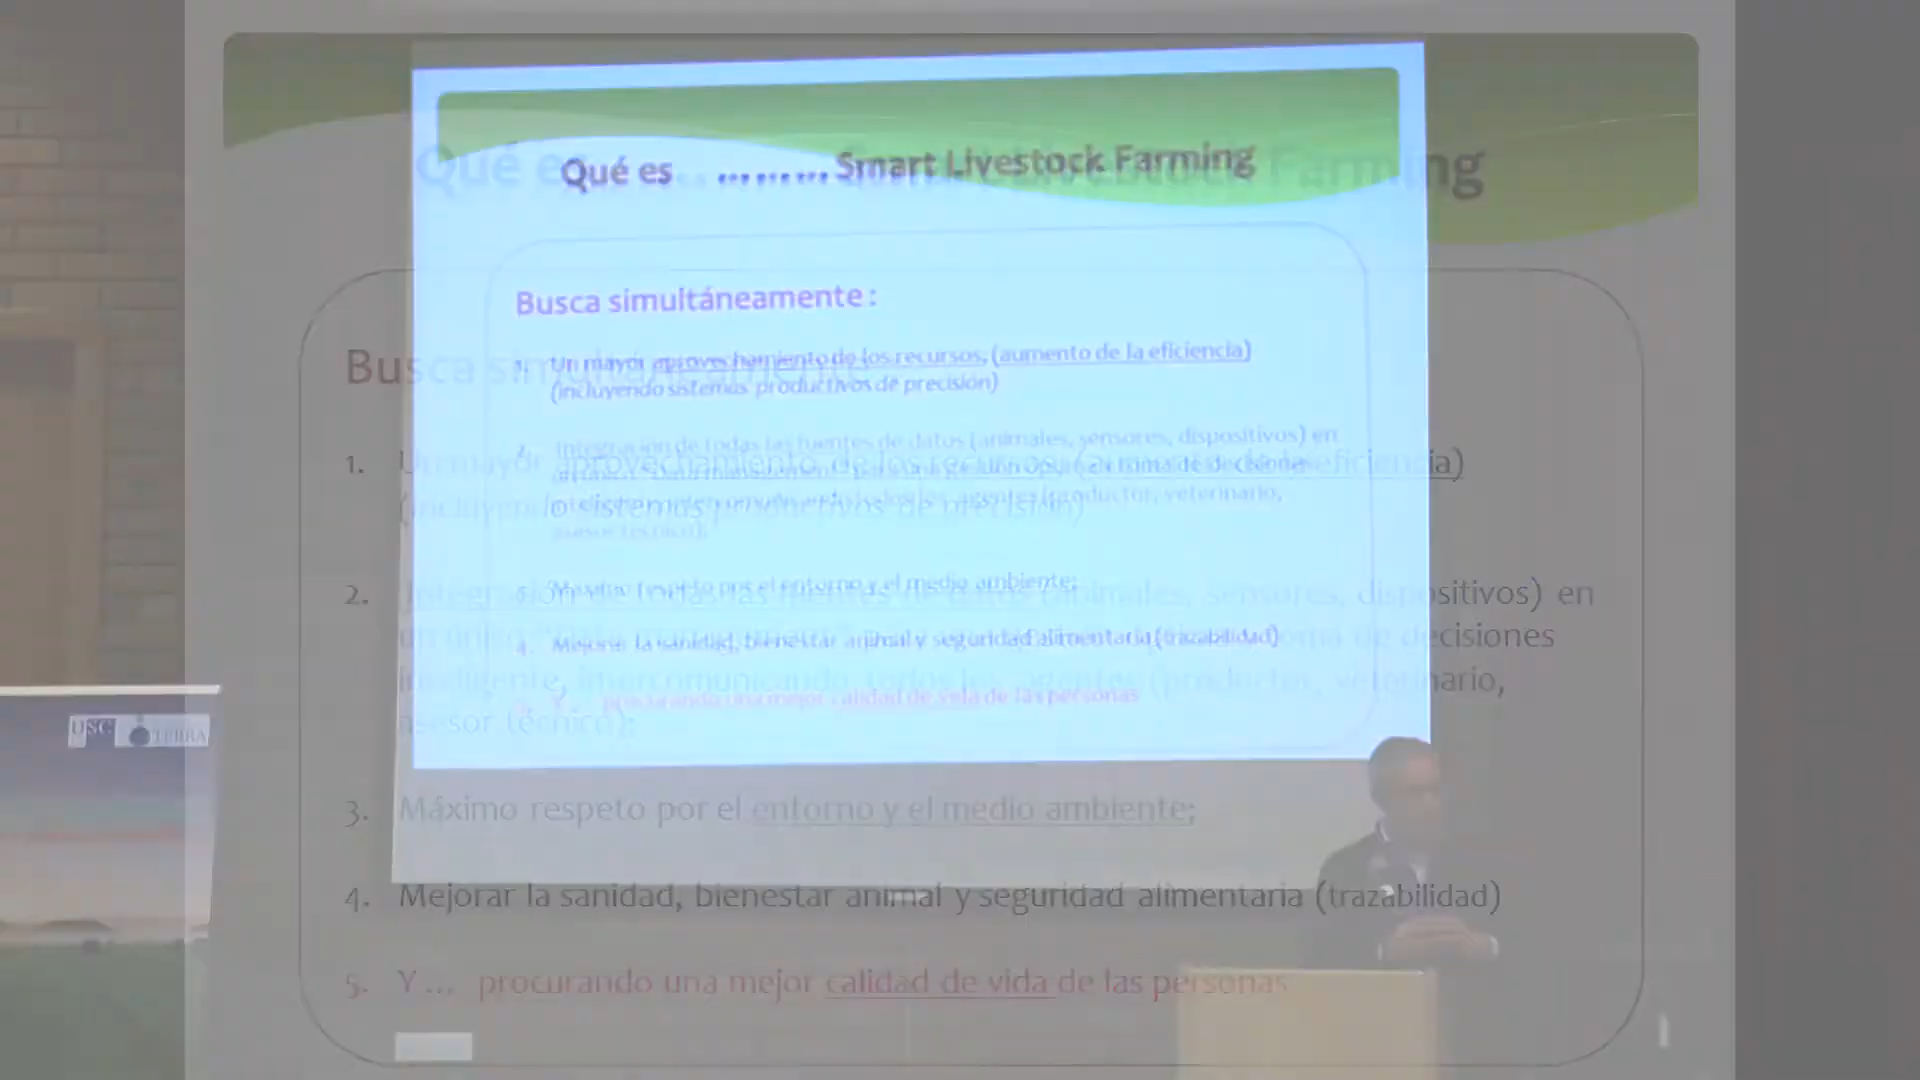 Qué es ......... Smart Livestock Farming
Busca simultáneamente:
1. Un mayor aprovechamiento de los recursos, (aumento de la eficiencia)
(incluyendo sistemas productivos de precisión)
2. Integración de todas las fuentes de datos (animales, sensores, dispositivos) en
toma de decisiones
inteligente, intercomunicando todos los agentes (productor, veterinario,
asesor técnico);
3. Máximo respeto por el entorno y el medio ambiente;
4. Mejorar la sanidad, bienestar animal y seguridad alimentaria (trazabilidad)
5. Y... procurando una mejor calidad de vida de las personas
USC
TERRA